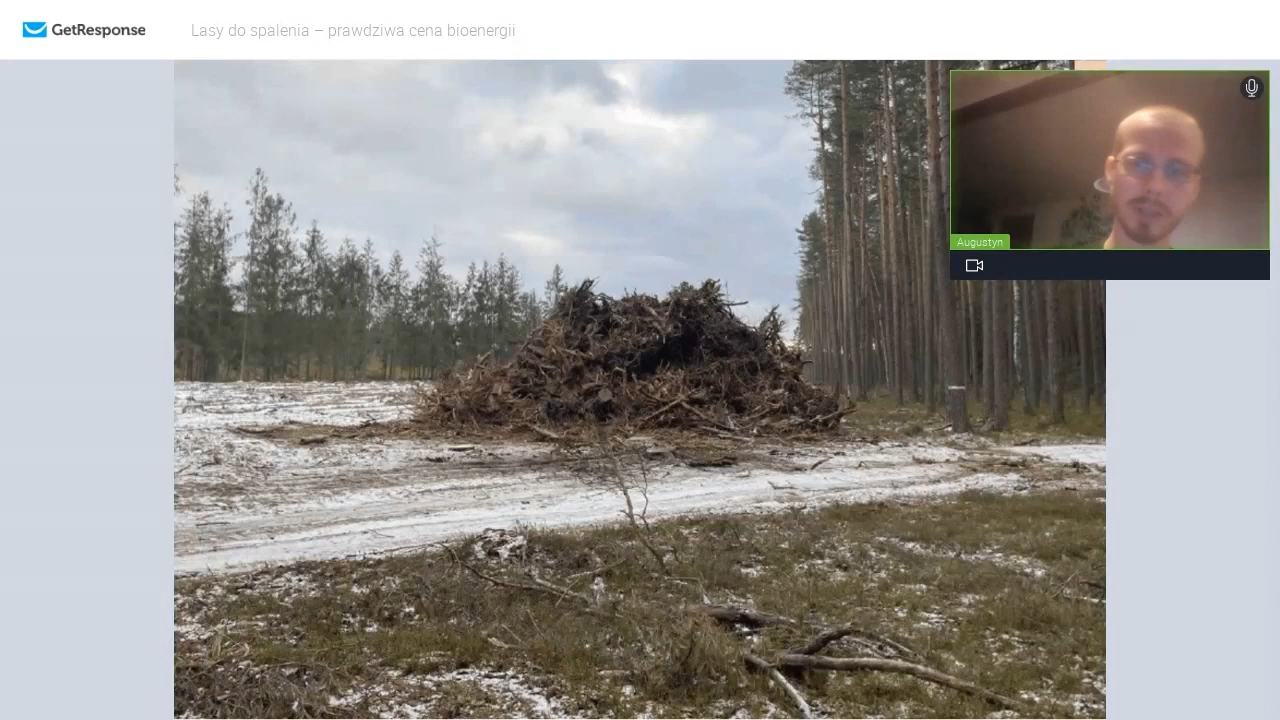 GetResponse
Lasy do spalenia – prawdziwa cena bioenergii
Augustyn